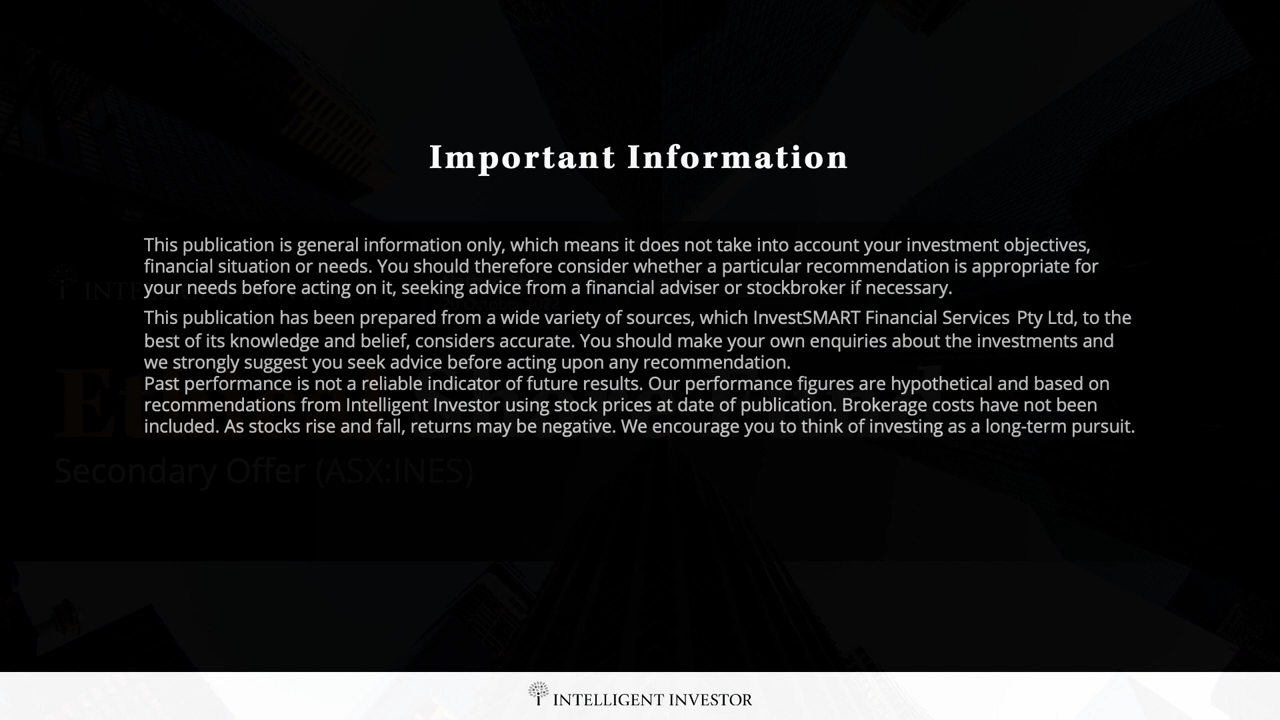 Important Information
This publication is general information only, which means it does not take into account your investment objectives,
financial situation or needs. You should therefore consider whether a particular recommendation is appropriate for
your needs before acting on it, seeking advice from a financial adviser or stockbroker if necessary.
This publication has been prepared from a wide variety of sources, which InvestSMART Financial Services Pty Ltd, to the
best of its knowledge and belief, considers accurate. You should make your own enquiries about the investments and
we strongly suggest you seek advice before acting upon any recommendation.
Past performance is not a reliable indicator of future results. Our performance figures are hypothetical and based on
recommendations from Intelligent Investor using stock prices at date of publication. Brokerage costs have not been
included. As stocks rise and fall, returns may be negative. We encourage you to think of investing as a long-term pursuit.
Secondary Offer (ASX:INES)
INTELLIGENT INVESTOR